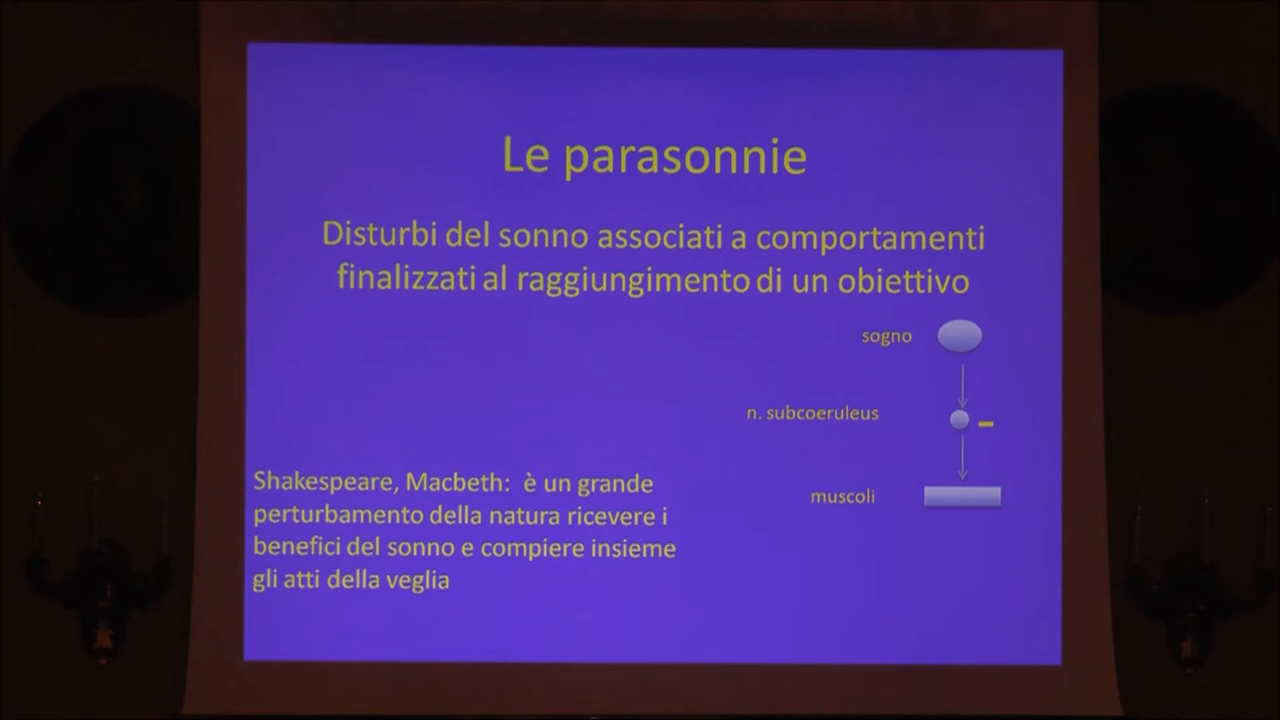 Le parasonnie
Disturbi del sonno associati a comportamenti
finalizzati al raggiungimento di un obiettivo
sogno
n. subcoeruleus
muscoli
Shakespeare, Macbeth: è un grande
perturbamento della natura ricevere i
benefici del sonno e compiere insieme
gli atti della veglia